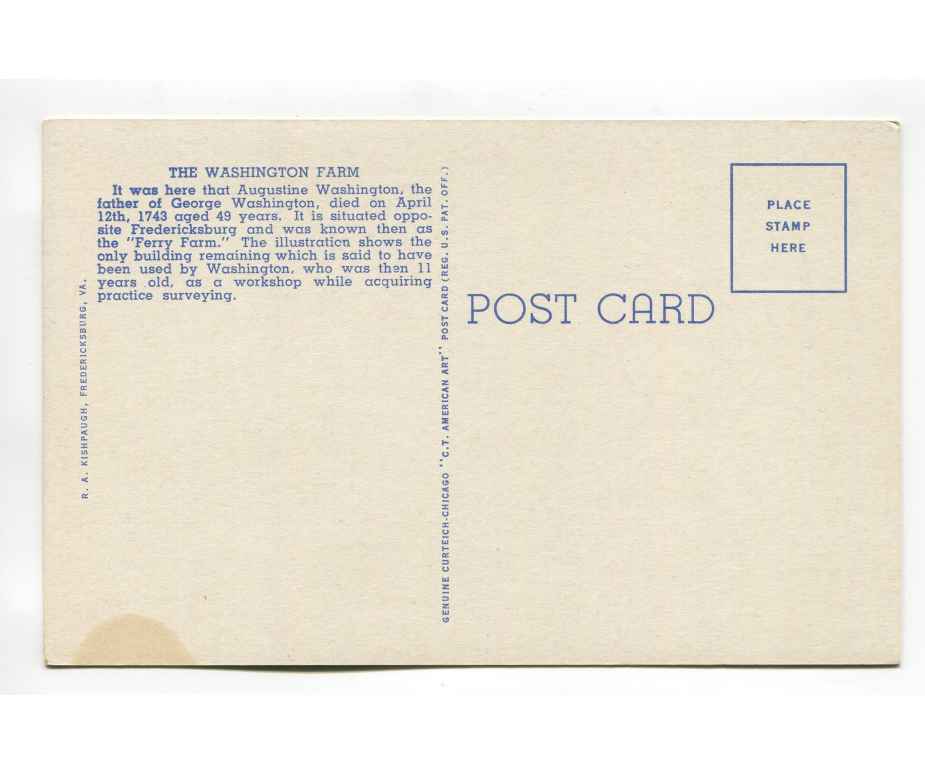 THE WASHINGTON FARM
It was here that Augustine Washington, the
father of George Washington, died on April
12th, 1743 aged 49 years. It is situated oppo-
site Fredericksburg and was known then as
the "Ferry Farm." The illustration shows the
only building remaining which is said to have
been used by Washington, who was then 11
years old, as a workshop while acquiring
practice surveying.
R. A. KISHPAUGH, FREDERICKSBURG, VA.
GENUINE CURTEICH-CHICAGO "C.T. AMERICAN ART" POST CARD (REG. U. S. PAT. OFF.)
POST CARD
PLACE
STAMP
HERE